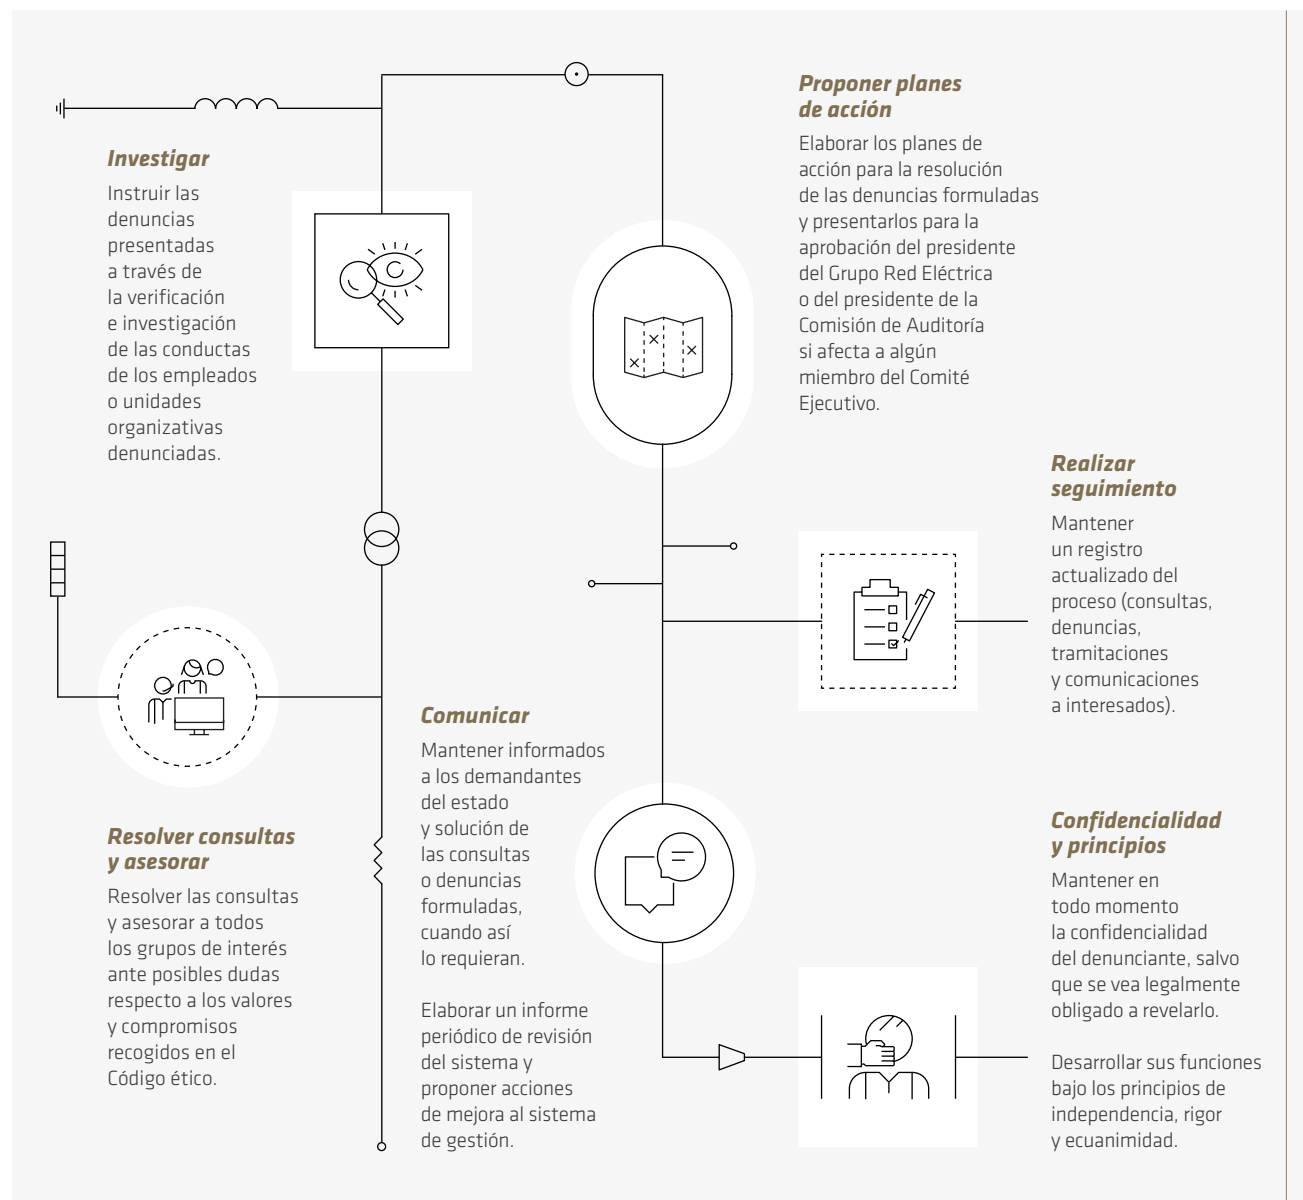 Investigar
Instruir las
denuncias
presentadas
a través de
la verificación
e investigación
de las conductas
de los empleados
o unidades
organizativas
denunciadas.
Resolver consultas
y asesorar
Resolver las consultas
y asesorar a todos
los grupos de interés
ante posibles dudas
respecto a los valores
y compromisos
recogidos en el
Código ético.
Proponer planes
de acción
Elaborar los planes de
acción para la resolución
de las denuncias formuladas
y presentarlos para la
aprobación del presidente
del Grupo Red Eléctrica
o del presidente de la
Comisión de Auditoría
si afecta a algún
miembro del Comité
Ejecutivo.
Comunicar
Mantener informados
a los demandantes
del estado
y solución de
las consultas
o denuncias
formuladas,
cuando así
lo requieran.
Elaborar un informe
periódico de revisión
del sistema y
proponer acciones
de mejora al sistema
de gestión.
Realizar
seguimiento
Mantener
un registro
actualizado del
proceso (consultas,
denuncias,
tramitaciones
y comunicaciones
a interesados).
Confidencialidad
y principios
Mantener en
todo momento
la confidencialidad
del denunciante, salvo
que se vea legalmente
obligado a revelarlo.
Desarrollar sus funciones
bajo los principios de
independencia, rigor
y ecuanimidad.